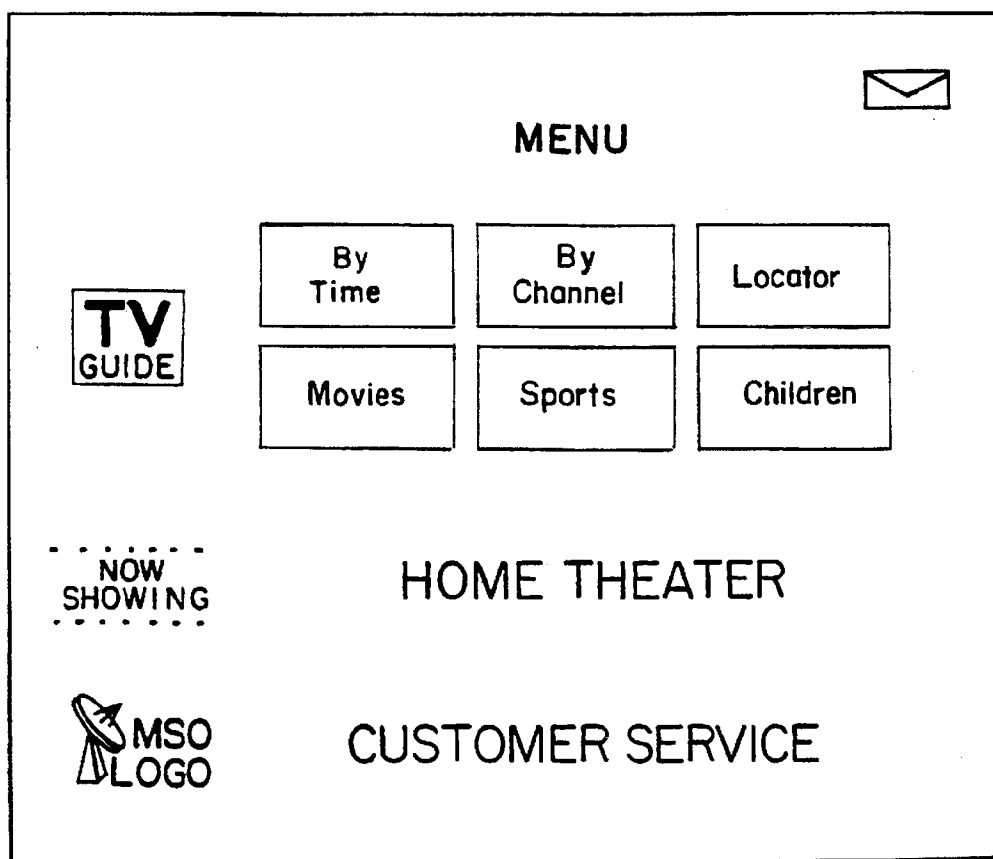 MENU
By
Time
By
Channel
Locator
TV
GUIDE
Movies
Sports
Children
NOW
SHOWING
HOME THEATER
MSO
LOGO
CUSTOMER SERVICE